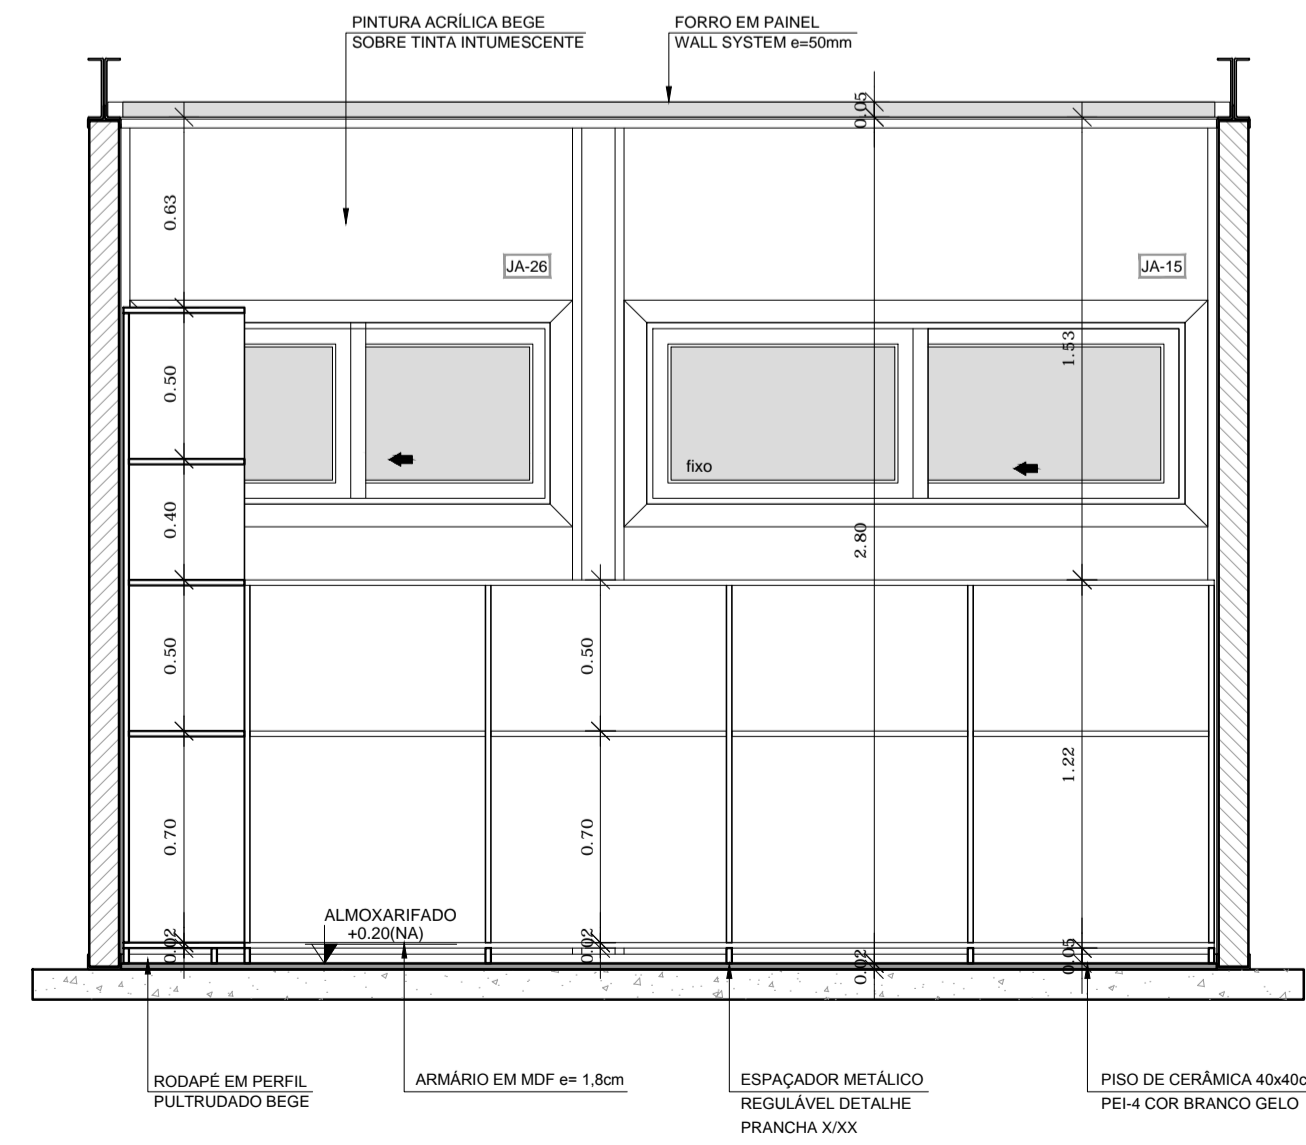 PINTURA ACRÍLICA BEGE
SOBRE TINTA INTUMESCENTE
FORRO EM PAINEL
WALL SYSTEM e=50mm
0.05
0.63
JA-26
JA-15
1.53
0.50
fixo
0.40
2.80
0.50
0.50
1.22
0.70
0.70
ALMOXARIFADO
+0.20(NA)
0.02
0.02
0.02
0.05
RODAPÉ EM PERFIL
PULTRUDADO BEGE
ARMÁRIO EM MDF e= 1,8cm
ESPAÇADOR METÁLICO
REGULÁVEL DETALHE
PRANCHA X/XX
PISO DE CERÂMICA 40x40c
PEI-4 COR BRANCO GELO